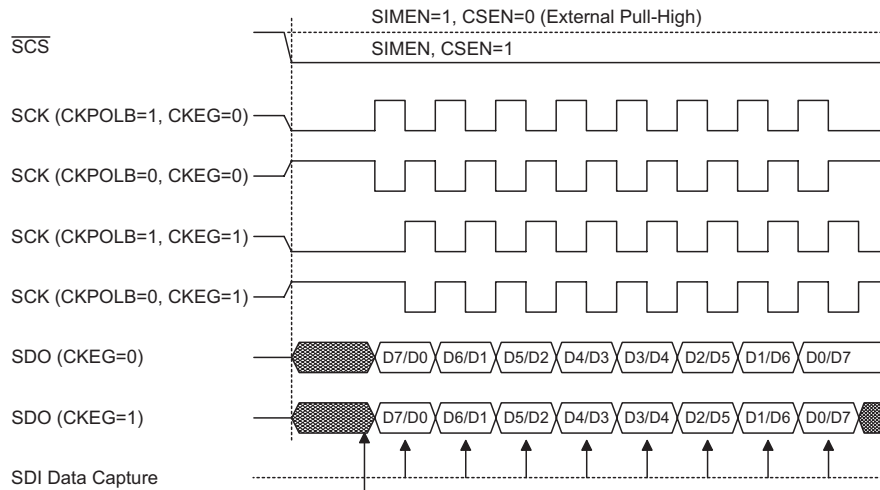 SIMEN=1, CSEN=0 (External Pull-High)
SCS
SIMEN, CSEN=1
SCK (CKPOLB=1, CKEG=0)
SCK (CKPOLB=0, CKEG=0)
SCK (CKPOLB=1, CKEG=1)
SCK (CKPOLB=0, CKEG=1)
SDO (CKEG=0) D7/D0 D6/D1 D5/D2 D4/D3 D3/D4 D2/D5 D1/D6 D0/D7
SDO (CKEG=1) D7/D0 D6/D1 D5/D2 D4/D3 D3/D4 D2/D5 D1/D6 D0/D7
SDI Data Capture